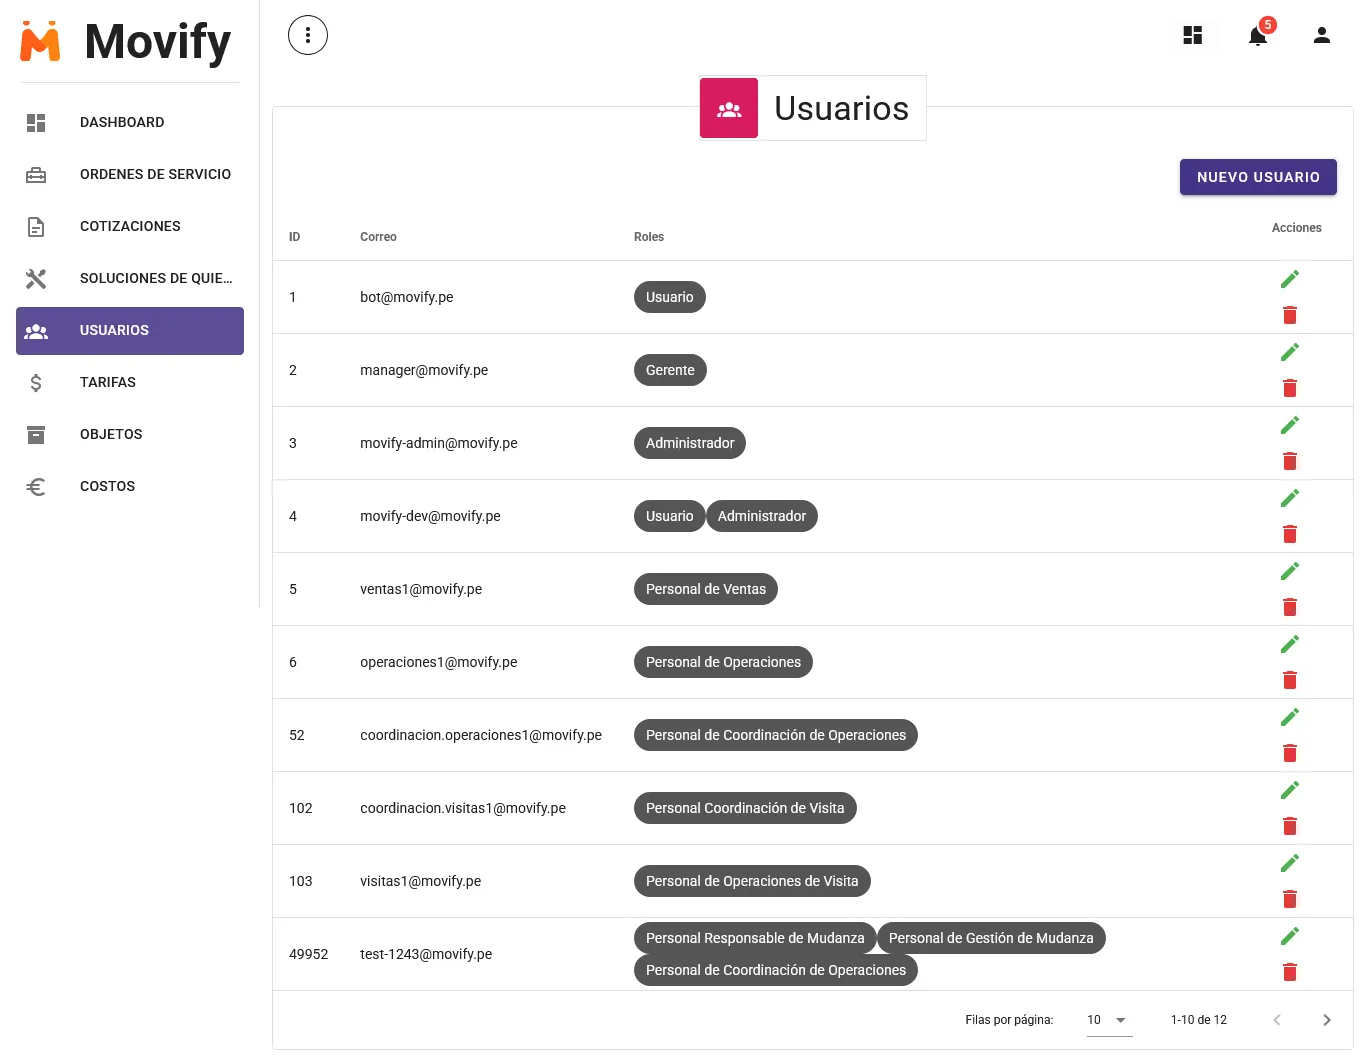 Movify
5
DASHBOARD
ORDENES DE SERVICIO
COTIZACIONES
SOLUCIONES DE QUIE...
USUARIOS
TARIFAS
OBJETOS
COSTOS
Usuarios
NUEVO USUARIO
ID Correo Roles Acciones
1 bot@movify.pe Usuario
2 manager@movify.pe Gerente
3 movify-admin@movify.pe Administrador
4 movify-dev@movify.pe Usuario Administrador
5 ventas1@movify.pe Personal de Ventas
6 operaciones1@movify.pe Personal de Operaciones
52 coordinacion.operaciones1@movify.pe Personal de Coordinación de Operaciones
102 coordinacion.visitas1@movify.pe Personal Coordinación de Visita
103 visitas1@movify.pe Personal de Operaciones de Visita
49952 test-1243@movify.pe Personal Responsable de Mudanza Personal de Gestión de Mudanza
Personal de Coordinación de Operaciones
Filas por página: 10 1-10 de 12